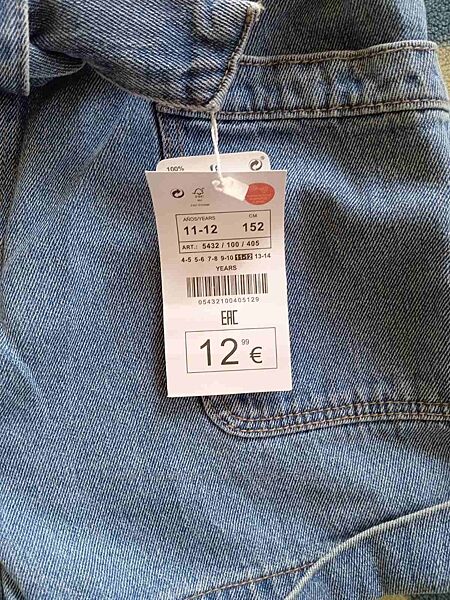 100%
AÑOS/YEARS CM
11-12 152
ART.: 5432 / 100 / 405
4-5 5-6 7-8 9-10 11-12 13-14
YEARS
05432100405129
EAC
12 99 €